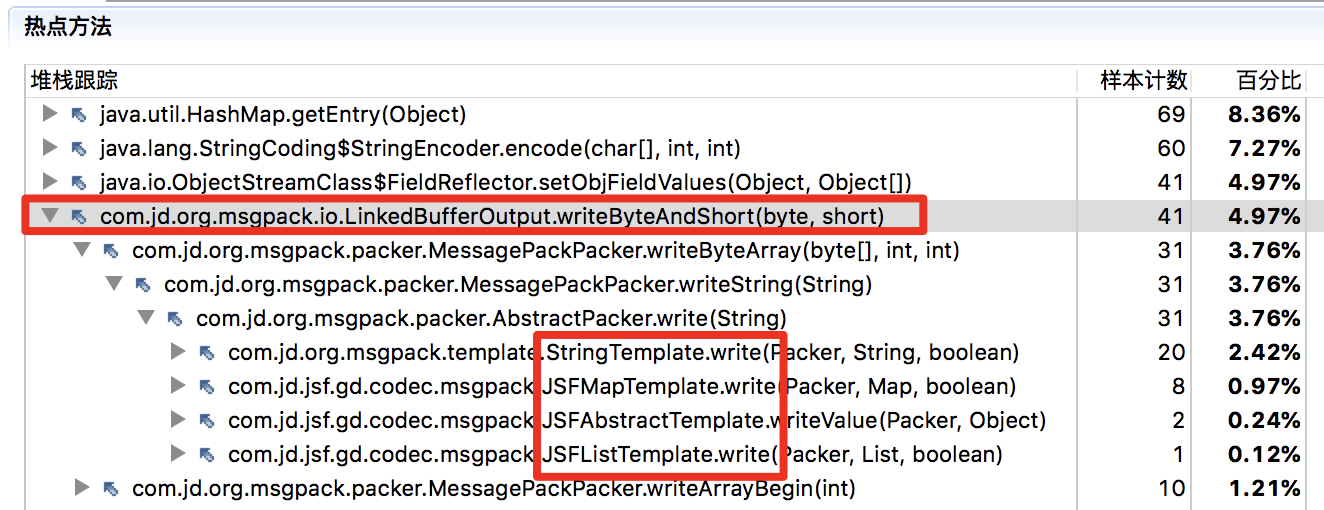 热点方法
堆栈跟踪 样本计数 百分比
java.util.HashMap.getEntry(Object) 69 8.36%
java.lang.StringCoding$StringEncoder.encode(char[], int, int) 60 7.27%
java.io.ObjectStreamClass$FieldReflector.setObjFieldValues(Object, Object[]) 41 4.97%
com.jd.org.msgpack.io.LinkedBufferOutput.writeByteAndShort(byte, short) 41 4.97%
com.jd.org.msgpack.packer.MessagePackPacker.writeByteArray(byte[], int, int) 31 3.76%
com.jd.org.msgpack.packer.MessagePackPacker.writeString(String) 31 3.76%
com.jd.org.msgpack.packer.AbstractPacker.write(String) 31 3.76%
com.jd.org.msgpack.template.StringTemplate.write(Packer, String, boolean) 20 2.42%
com.jd.jsf.gd.codec.msgpack.JSFMapTemplate.write(Packer, Map, boolean) 8 0.97%
com.jd.jsf.gd.codec.msgpack.JSFAbstractTemplate.writeValue(Packer, Object) 2 0.24%
com.jd.jsf.gd.codec.msgpack.JSFListTemplate.write(Packer, List, boolean) 1 0.12%
com.jd.org.msgpack.packer.MessagePackPacker.writeArrayBegin(int) 10 1.21%